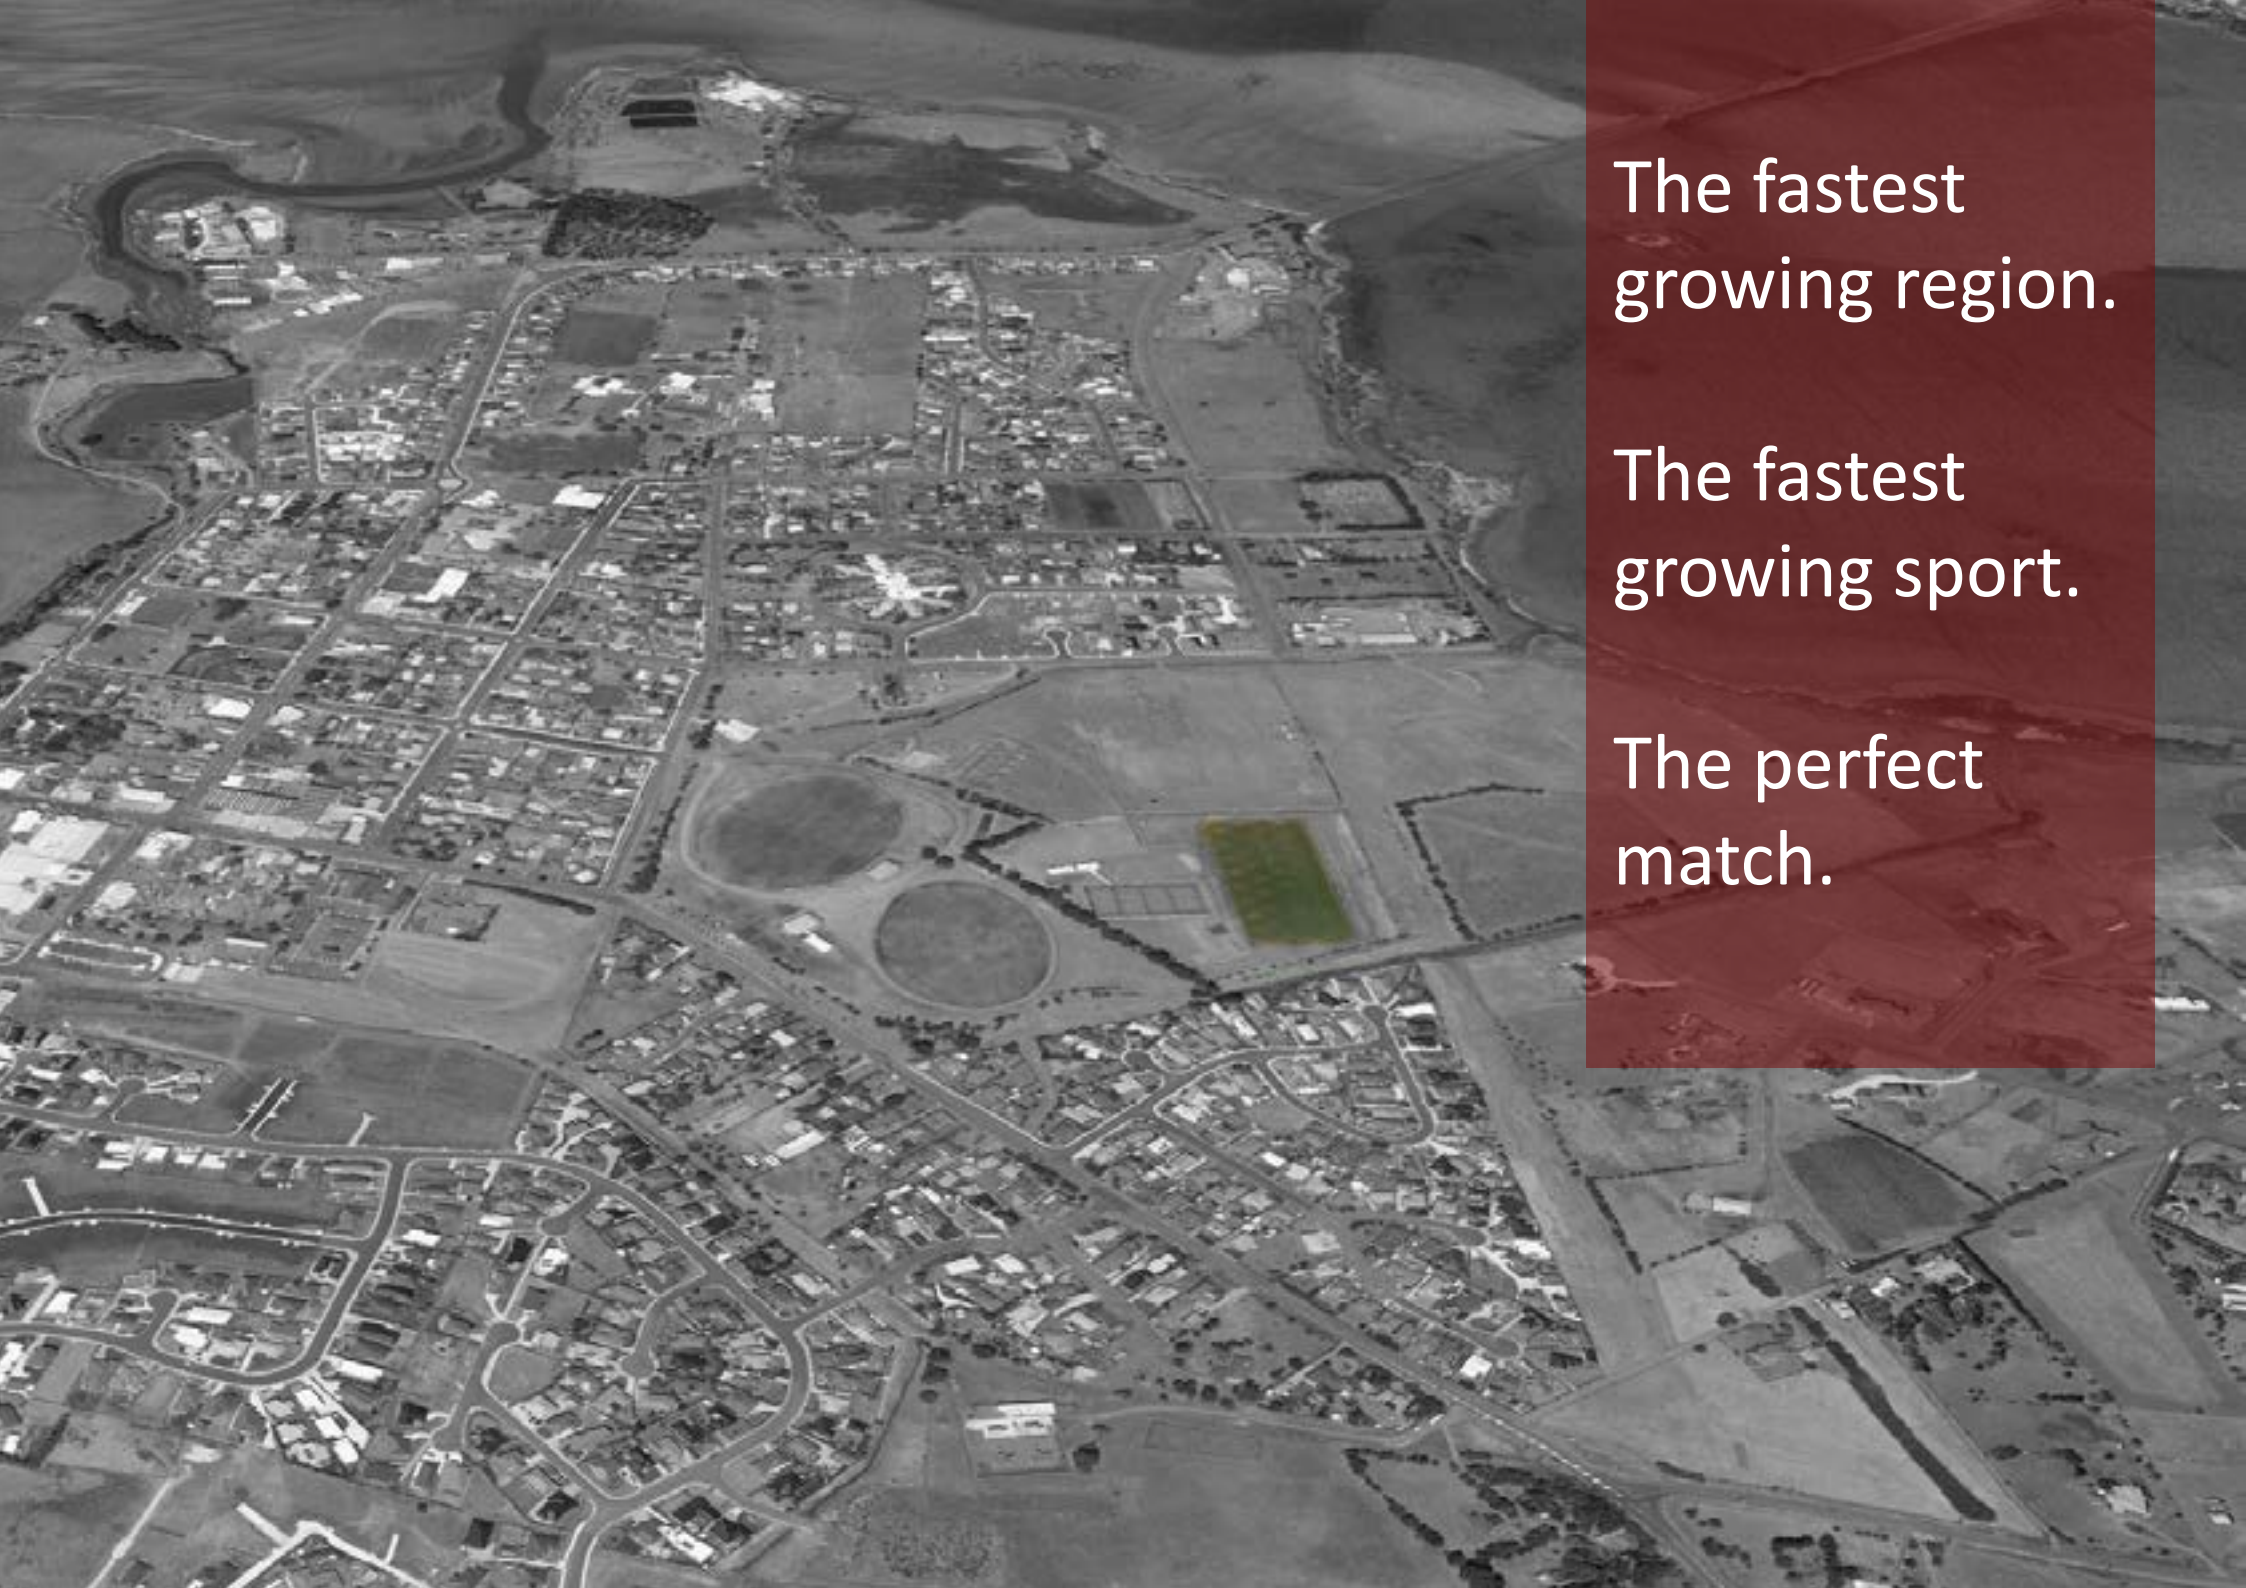 The fastest
growing region.
The fastest
growing sport.
The perfect
match.